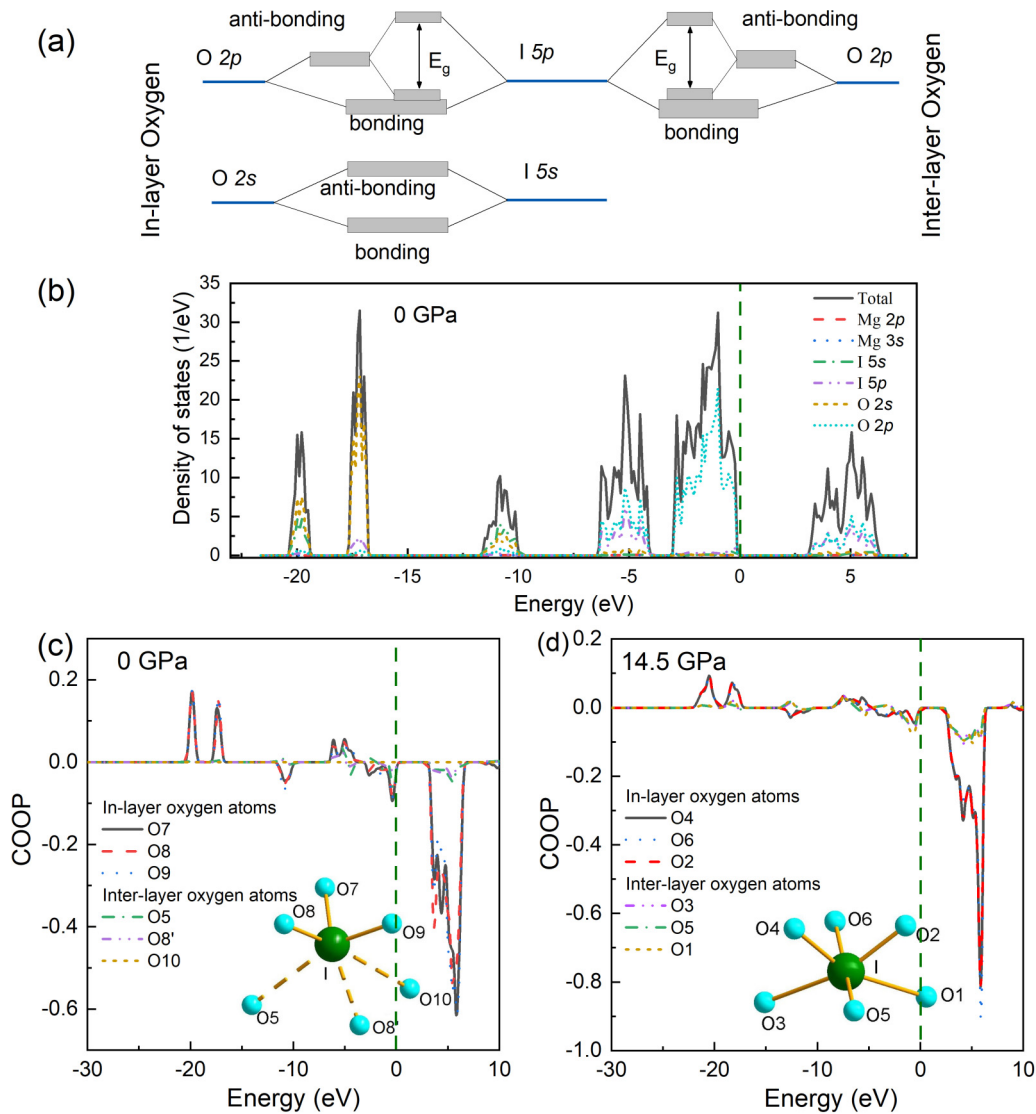 (a)
anti-bonding
anti-bonding
O 2p
I 5p
O 2p
E_g
E_g
bonding
bonding
In-layer Oxygen
Inter-layer Oxygen
O 2s
I 5s
anti-bonding
bonding
(b)
0 GPa
Total
Mg 2p
Mg 3s
I 5s
I 5p
O 2s
O 2p
35
30
25
20
15
10
5
0
Density of states (1/eV)
-20
-15
-10
-5
0
5
Energy (eV)
(c)
0 GPa
0.2
0.0
-0.2
-0.4
-0.6
COOP
In-layer oxygen atoms
O7
O8
O9
Inter-layer oxygen atoms
O5
O8'
O10
O7
O8
O9
I
O10
O5
O8'
-30
-20
-10
0
10
Energy (eV)
(d)
14.5 GPa
0.2
0.0
-0.2
-0.4
-0.6
-0.8
-1.0
COOP
In-layer oxygen atoms
O4
O6
O2
Inter-layer oxygen atoms
O3
O5
O1
O6
O4
O2
I
O1
O3
O5
-30
-20
-10
0
10
Energy (eV)